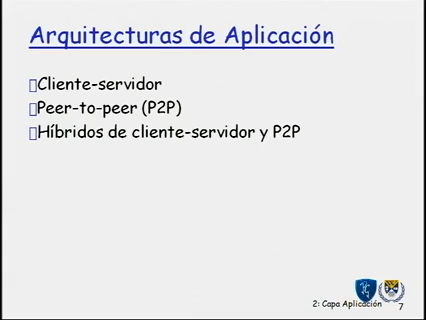 Arquitecturas de Aplicación
Cliente-servidor
Peer-to-peer (P2P)
Híbridos de cliente-servidor y P2P
2: Capa Aplicación
7